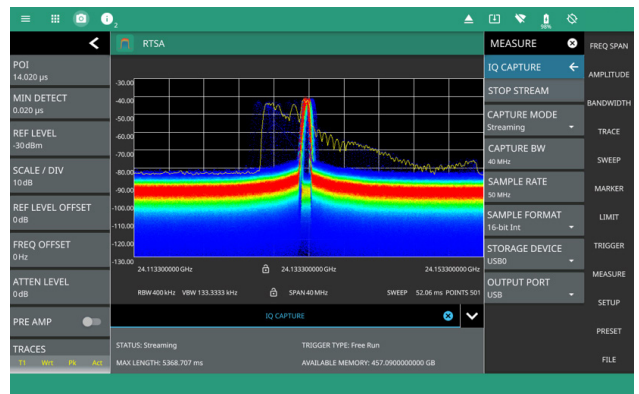 2
98%
RTSA
MEASURE
FREQ SPAN
POI
14.020 µs
IQ CAPTURE
AMPLITUDE
MIN DETECT
0.020 µs
STOP STREAM
BANDWIDTH
REF LEVEL
-30 dBm
CAPTURE MODE
Streaming
TRACE
SCALE / DIV
10 dB
CAPTURE BW
40 MHz
SWEEP
REF LEVEL OFFSET
0 dB
SAMPLE RATE
50 MHz
MARKER
FREQ OFFSET
0 Hz
SAMPLE FORMAT
16-bit Int
LIMIT
ATTEN LEVEL
0 dB
STORAGE DEVICE
USB0
TRIGGER
PRE AMP
OUTPUT PORT
USB
MEASURE
TRACES
T1 Wrt Pk Act
SETUP
PRESET
FILE
-30.00
-40.00
-50.00
-60.00
-70.00
-80.00
-90.00
-100.00
-110.00
-120.00
-130.00
24.113300000 GHz
24.133300000 GHz
24.153300000 GHz
RBW 400 kHz VBW 133.3333 kHz
SPAN 40 MHz
SWEEP 52.06 ms POINTS 501
IQ CAPTURE
STATUS: Streaming
TRIGGER TYPE: Free Run
MAX LENGTH: 5368.707 ms
AVAILABLE MEMORY: 457.0900000000 GB